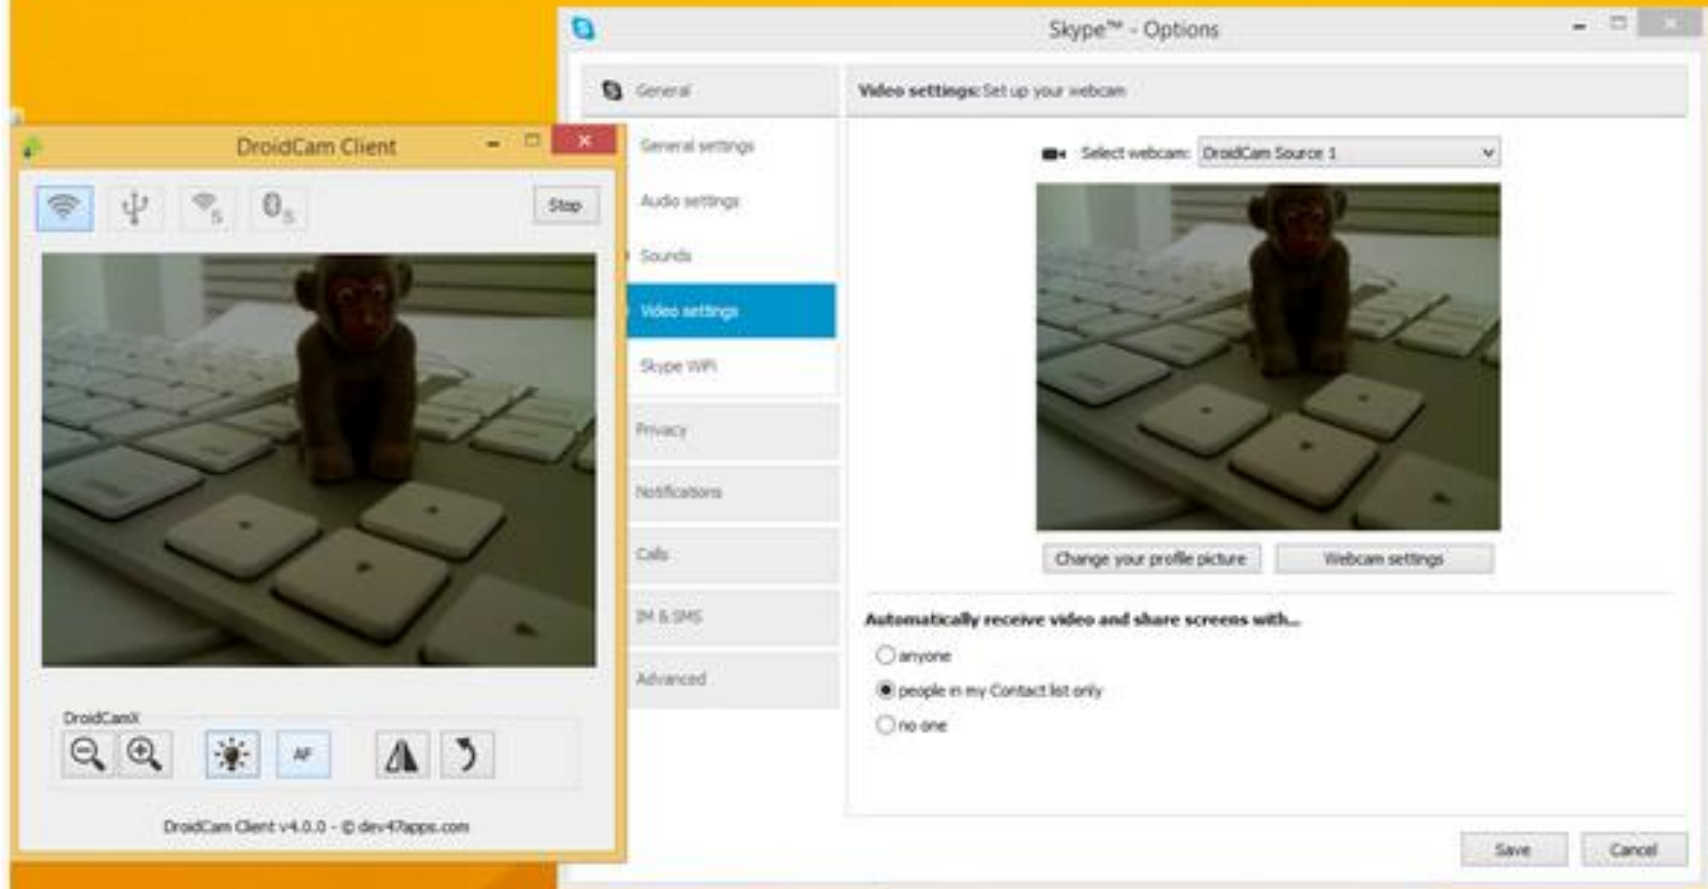 Skype™ - Options
General
General settings
Audio settings
Sounds
Video settings
Skype WiFi
Privacy
Notifications
Calls
IM & SMS
Advanced
Video settings: Set up your webcam
Select webcam: DroidCam Source 1
Change your profile picture
Webcam settings
Automatically receive video and share screens with...
anyone
people in my Contact list only
no one
Save
Cancel
DroidCam Client
S
S
Stop
DroidCamX
AF
DroidCam Client v4.0.0 - © dev47apps.com